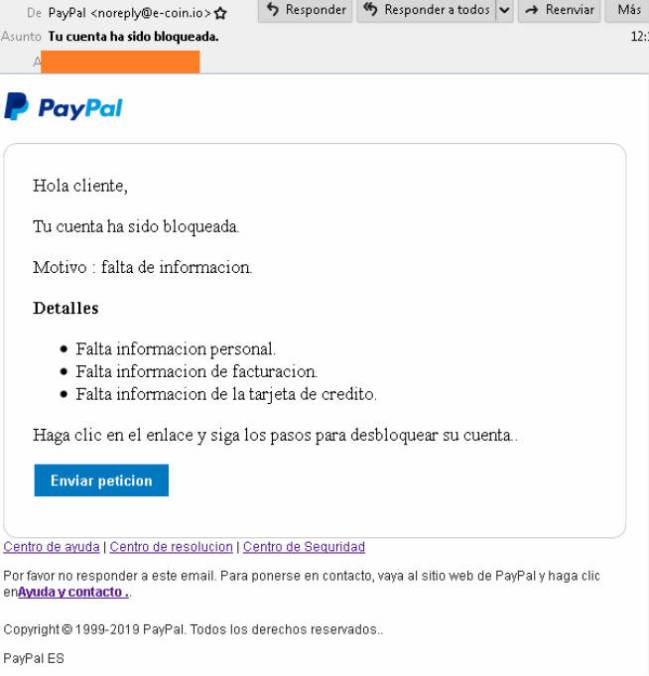 De PayPal <noreply@e-coin.io> Responder Responder a todos Reenviar Más
Asunto Tu cuenta ha sido bloqueada. 12:
A
PayPal
Hola cliente,
Tu cuenta ha sido bloqueada.
Motivo : falta de informacion.
Detalles
Falta informacion personal.
Falta informacion de facturacion.
Falta informacion de la tarjeta de credito.
Haga clic en el enlace y siga los pasos para desbloquear su cuenta..
Enviar peticion
Centro de ayuda | Centro de resolucion | Centro de Seguridad
Por favor no responder a este email. Para ponerse en contacto, vaya al sitio web de PayPal y haga clic
enAyuda y contacto ,.
Copyright © 1999-2019 PayPal. Todos los derechos reservados..
PayPal ES